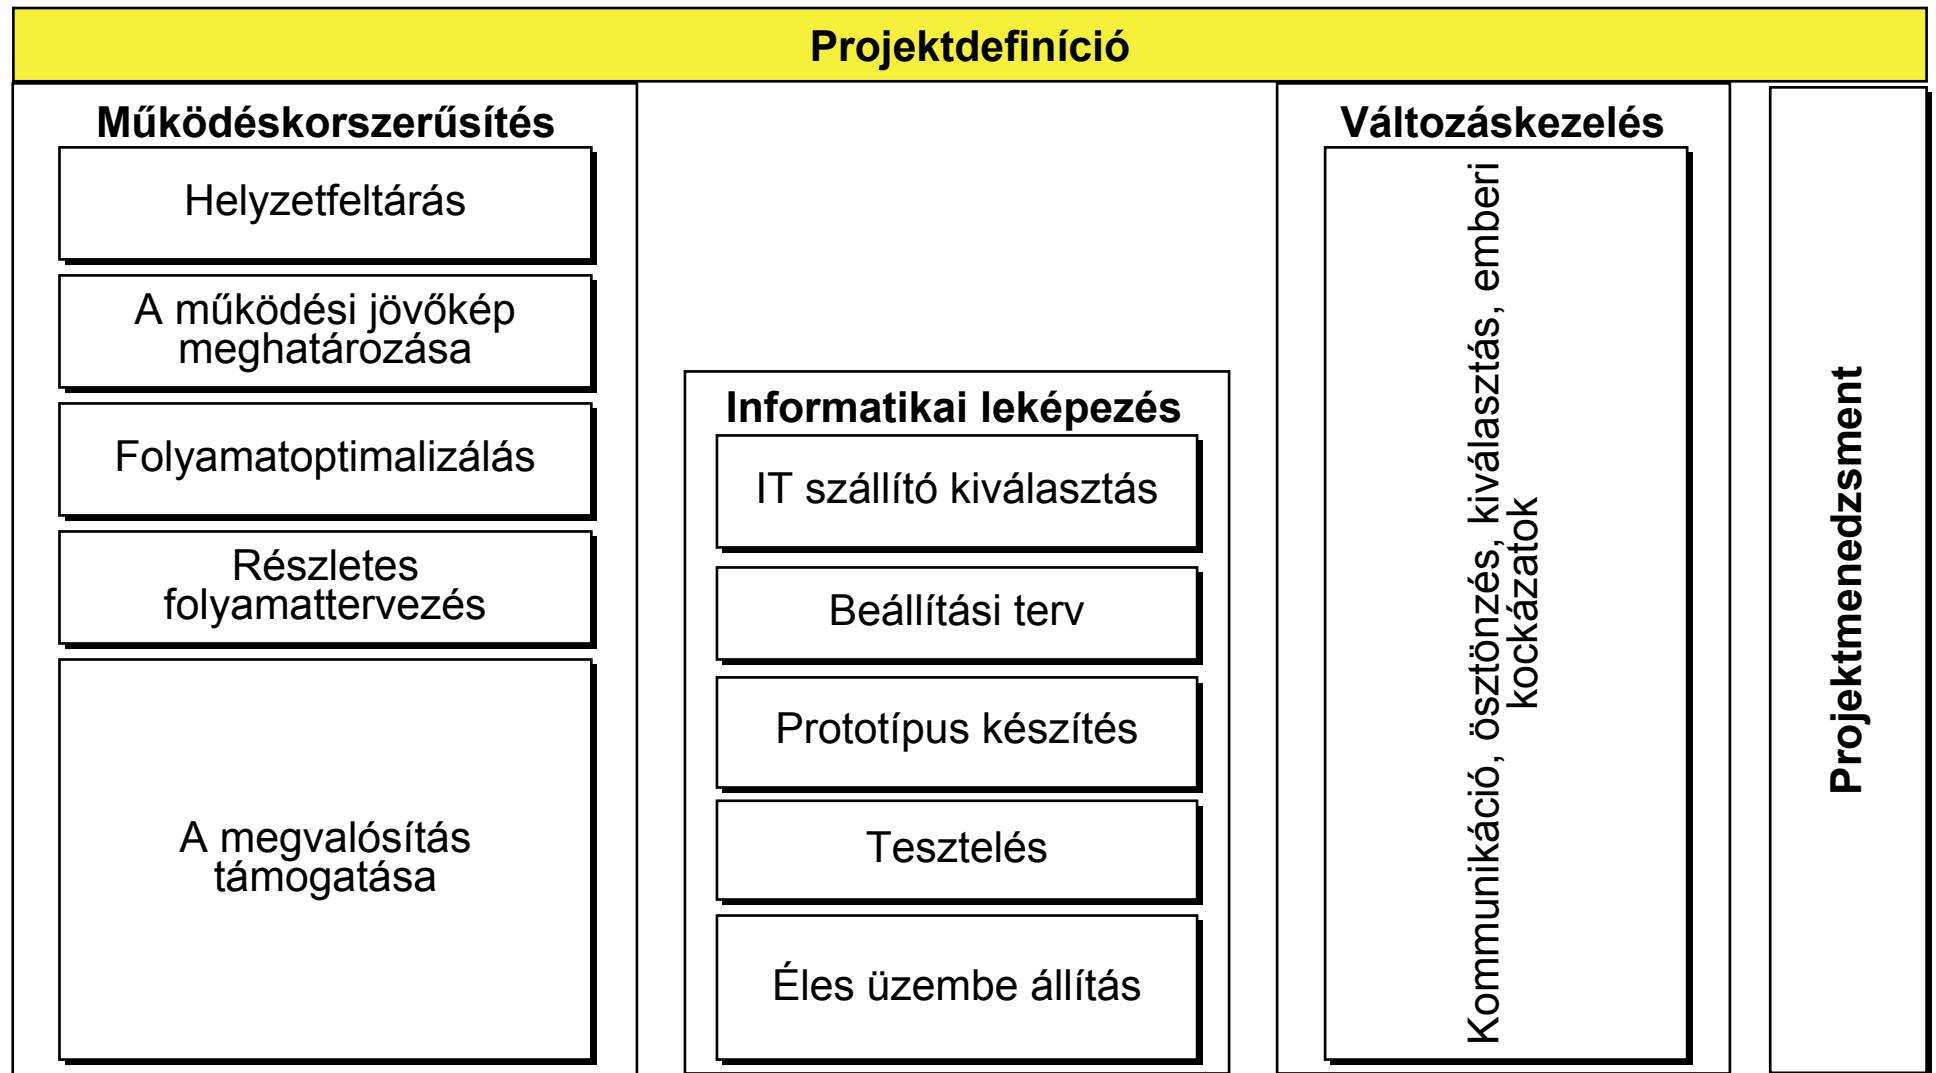 Projektdefiníció
Működéskorszerűsítés
Helyzetfeltárás
A működési jövőkép
meghatározása
Folyamatoptimalizálás
Részletes
folyamattervezés
A megvalósítás
támogatása
Informatikai leképezés
IT szállító kiválasztás
Beállítási terv
Prototípus készítés
Tesztelés
Éles üzembe állítás
Változáskezelés
Kommunikáció, ösztönzés, kiválasztás, emberi
kockázatok
Projektmenedzsment